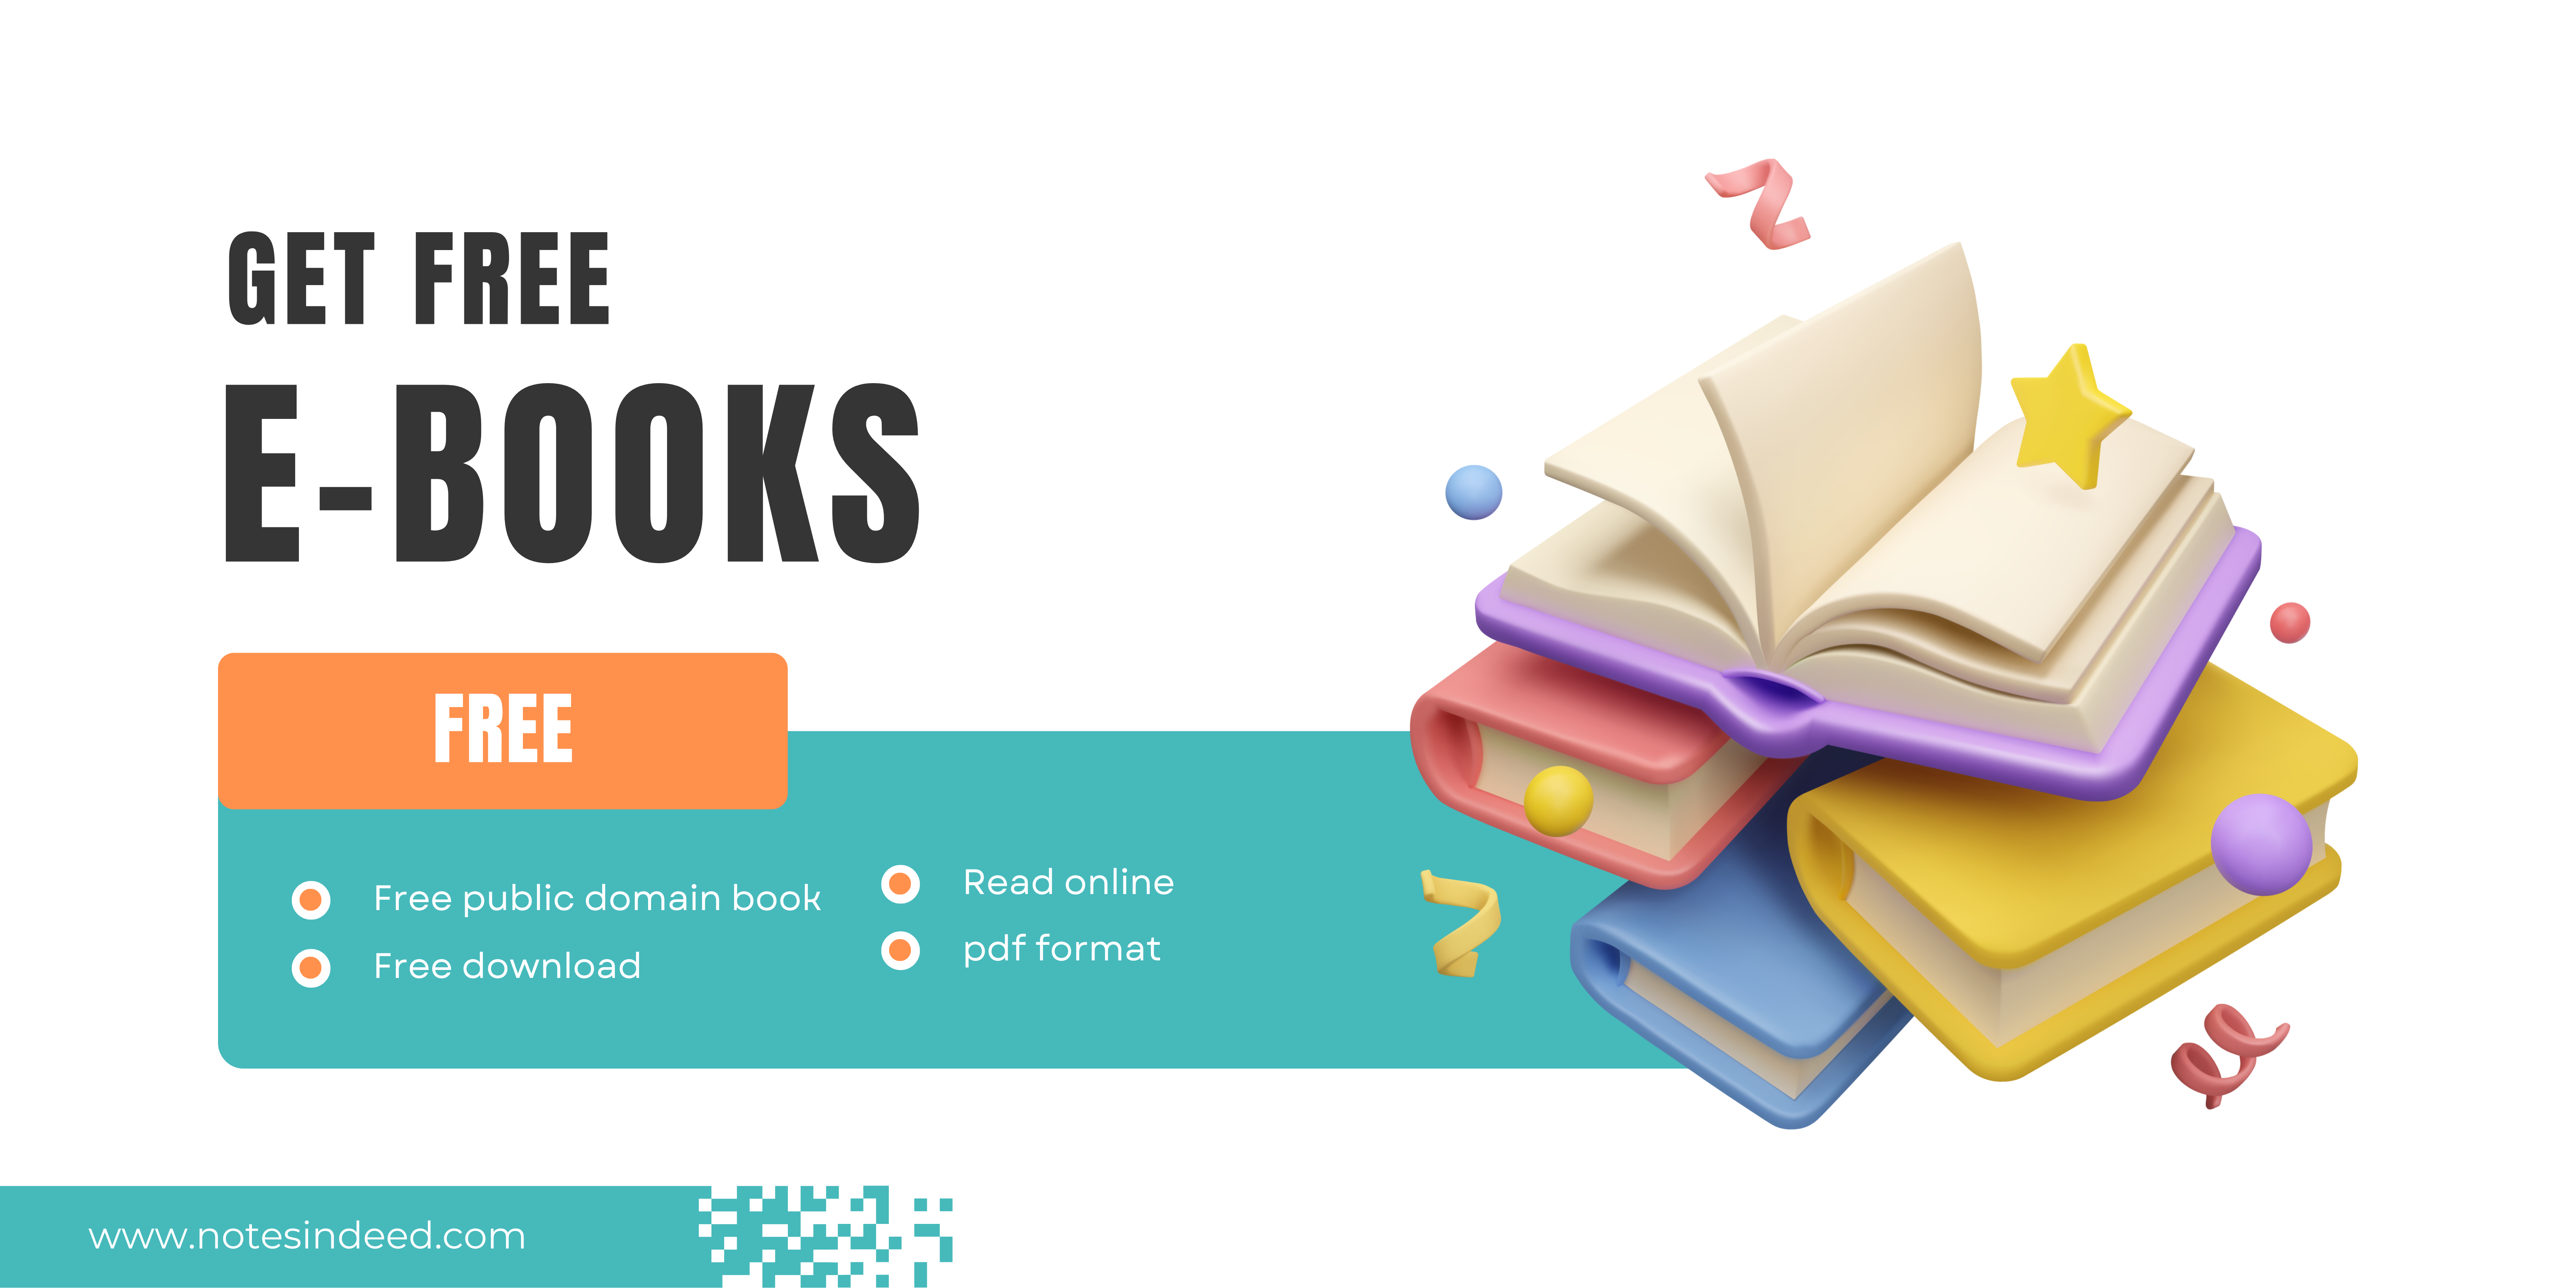 GET FREE
E-BOOKS
FREE
Free public domain book
Free download
Read online
pdf format
www.notesindeed.com